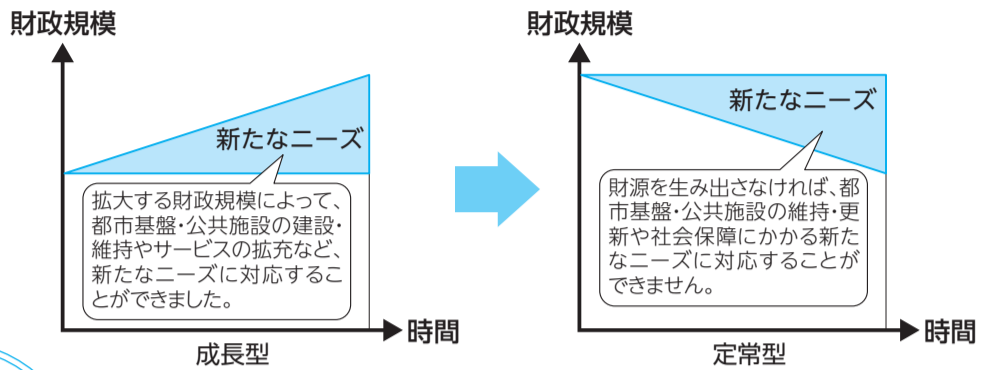 財政規模
新たなニーズ
拡大する財政規模によって、
都市基盤・公共施設の建設・
維持やサービスの拡充など、
新たなニーズに対応するこ
とができました。
時間
成長型
財政規模
新たなニーズ
財源を生み出さなければ、都
市基盤・公共施設の維持・更
新や社会保障にかかる新た
なニーズに対応することが
できません。
時間
定常型